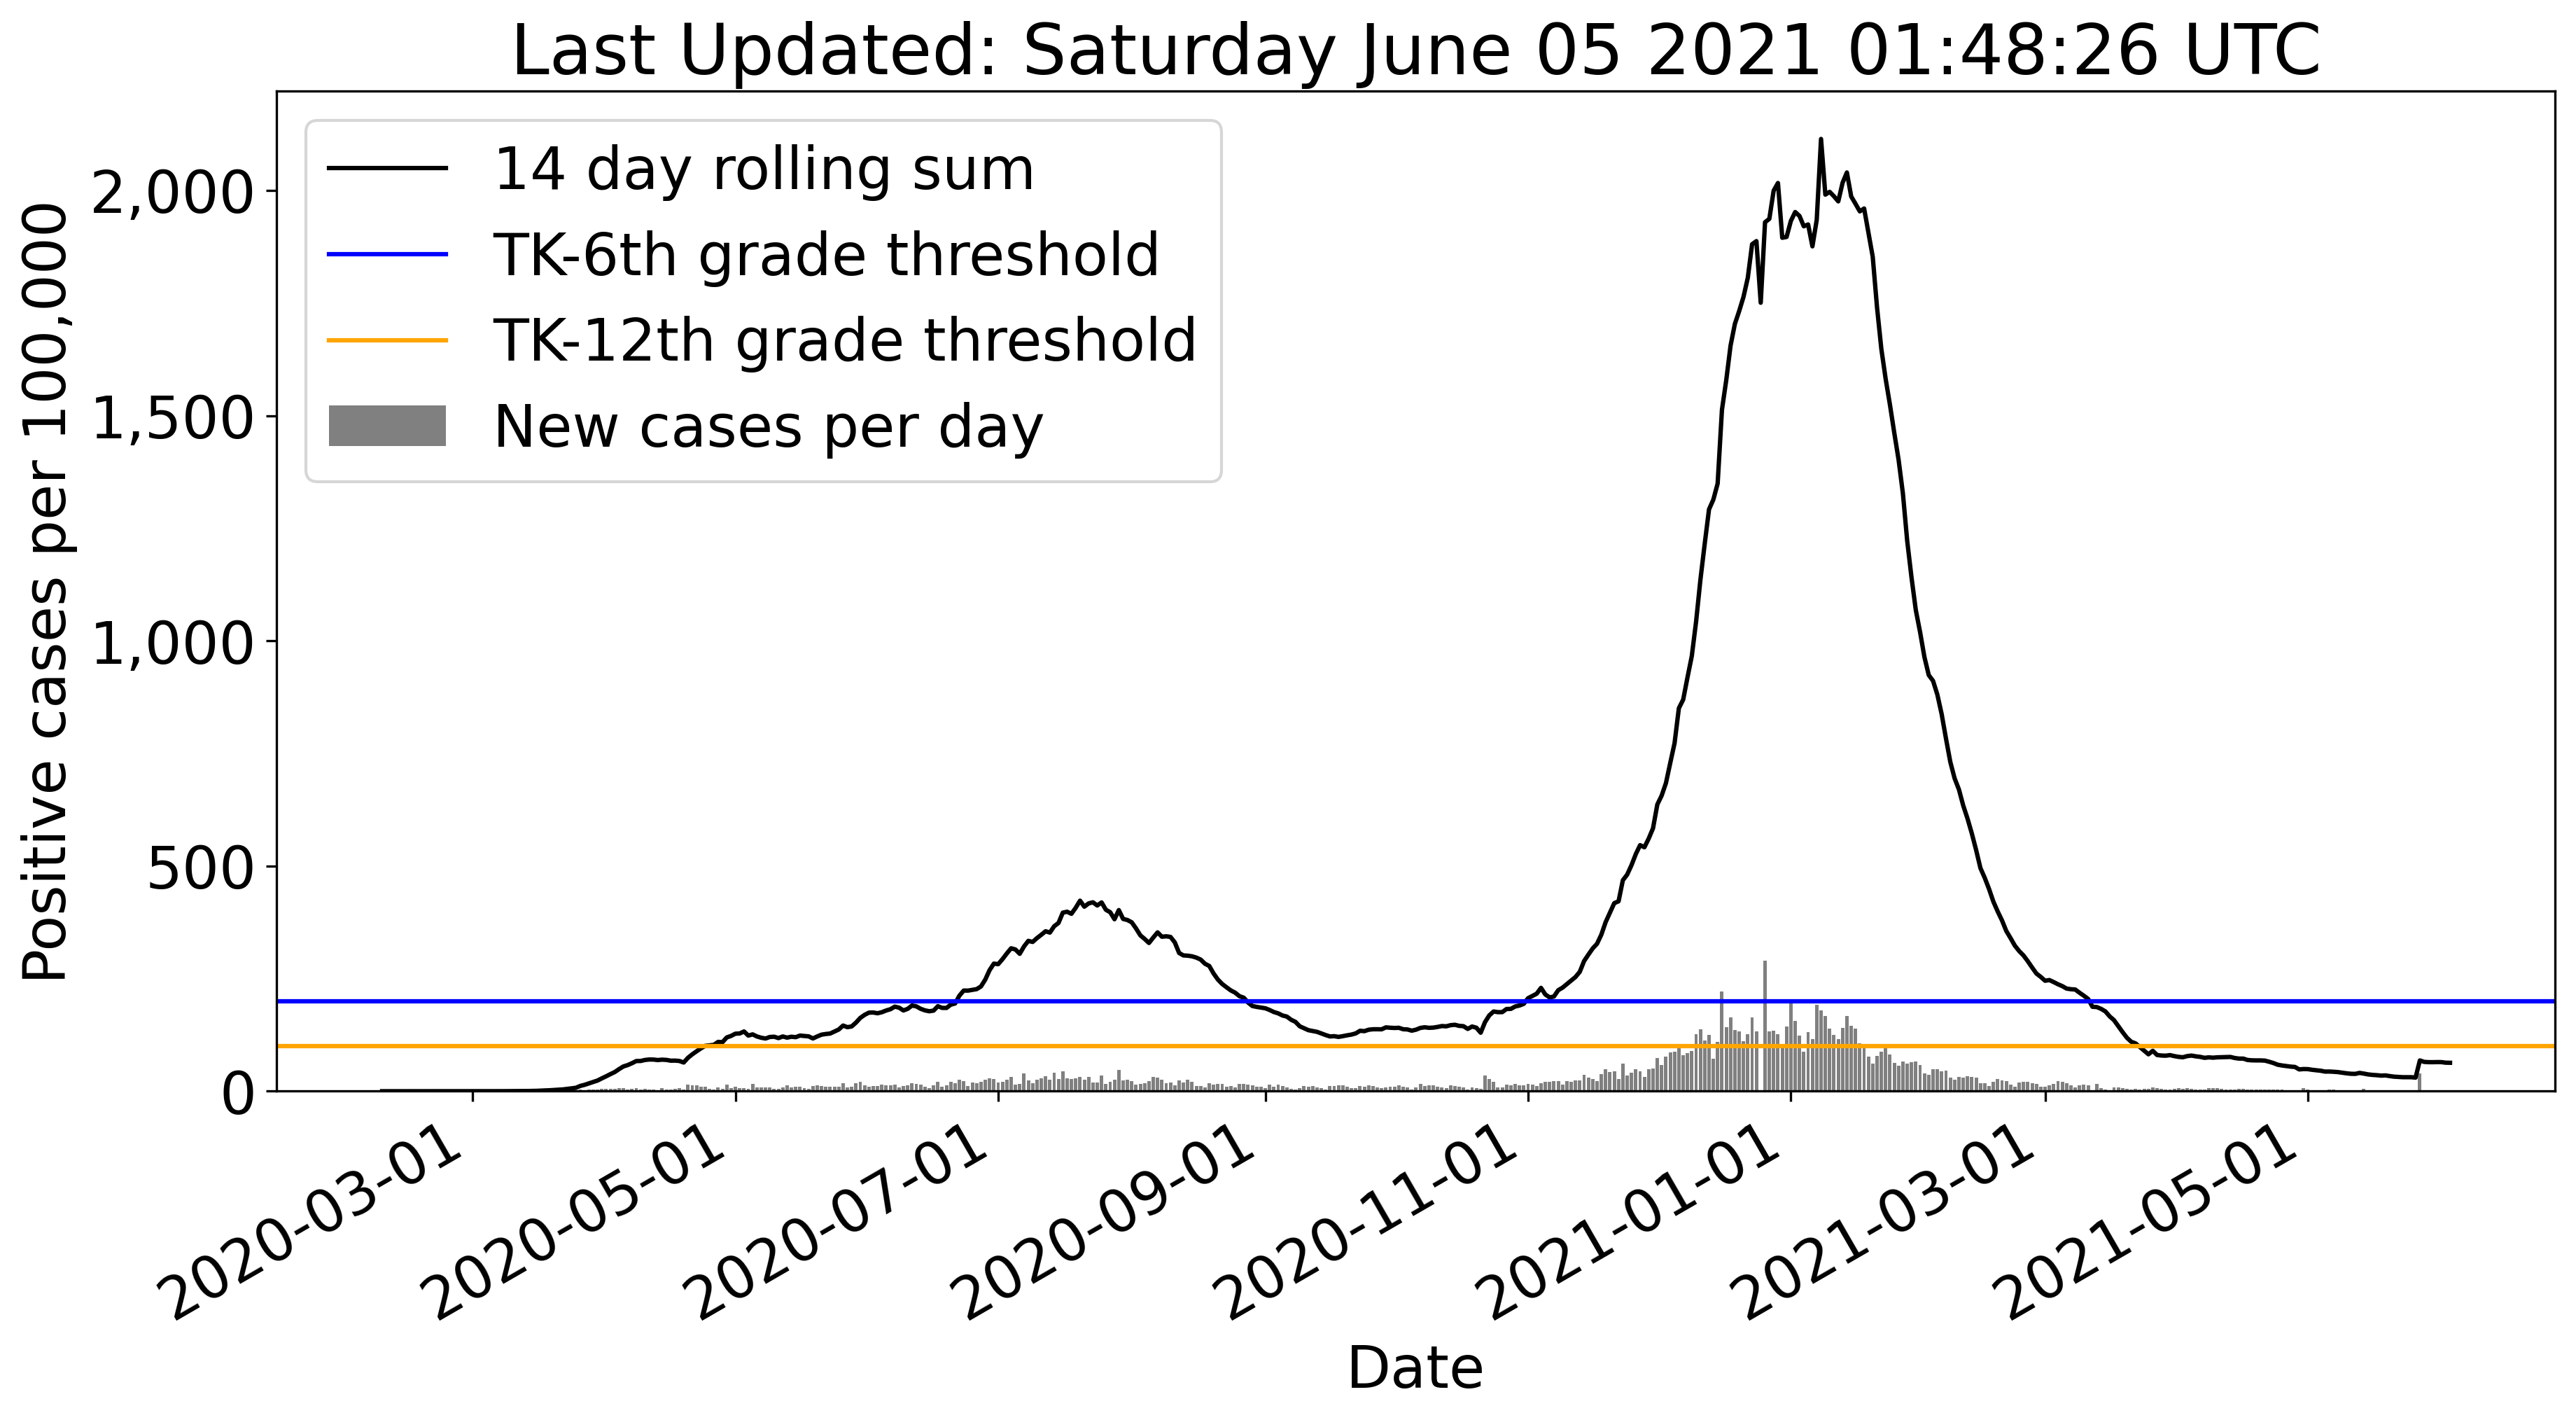 Last Updated: Saturday June 05 2021 01:48:26 UTC
14 day rolling sum
TK-6th grade threshold
TK-12th grade threshold
New cases per day
Positive cases per 100,000
2,000
1,500
1,000
500
0
2020-03-01
2020-05-01
2020-07-01
2020-09-01
2020-11-01
2021-01-01
2021-03-01
2021-05-01
Date